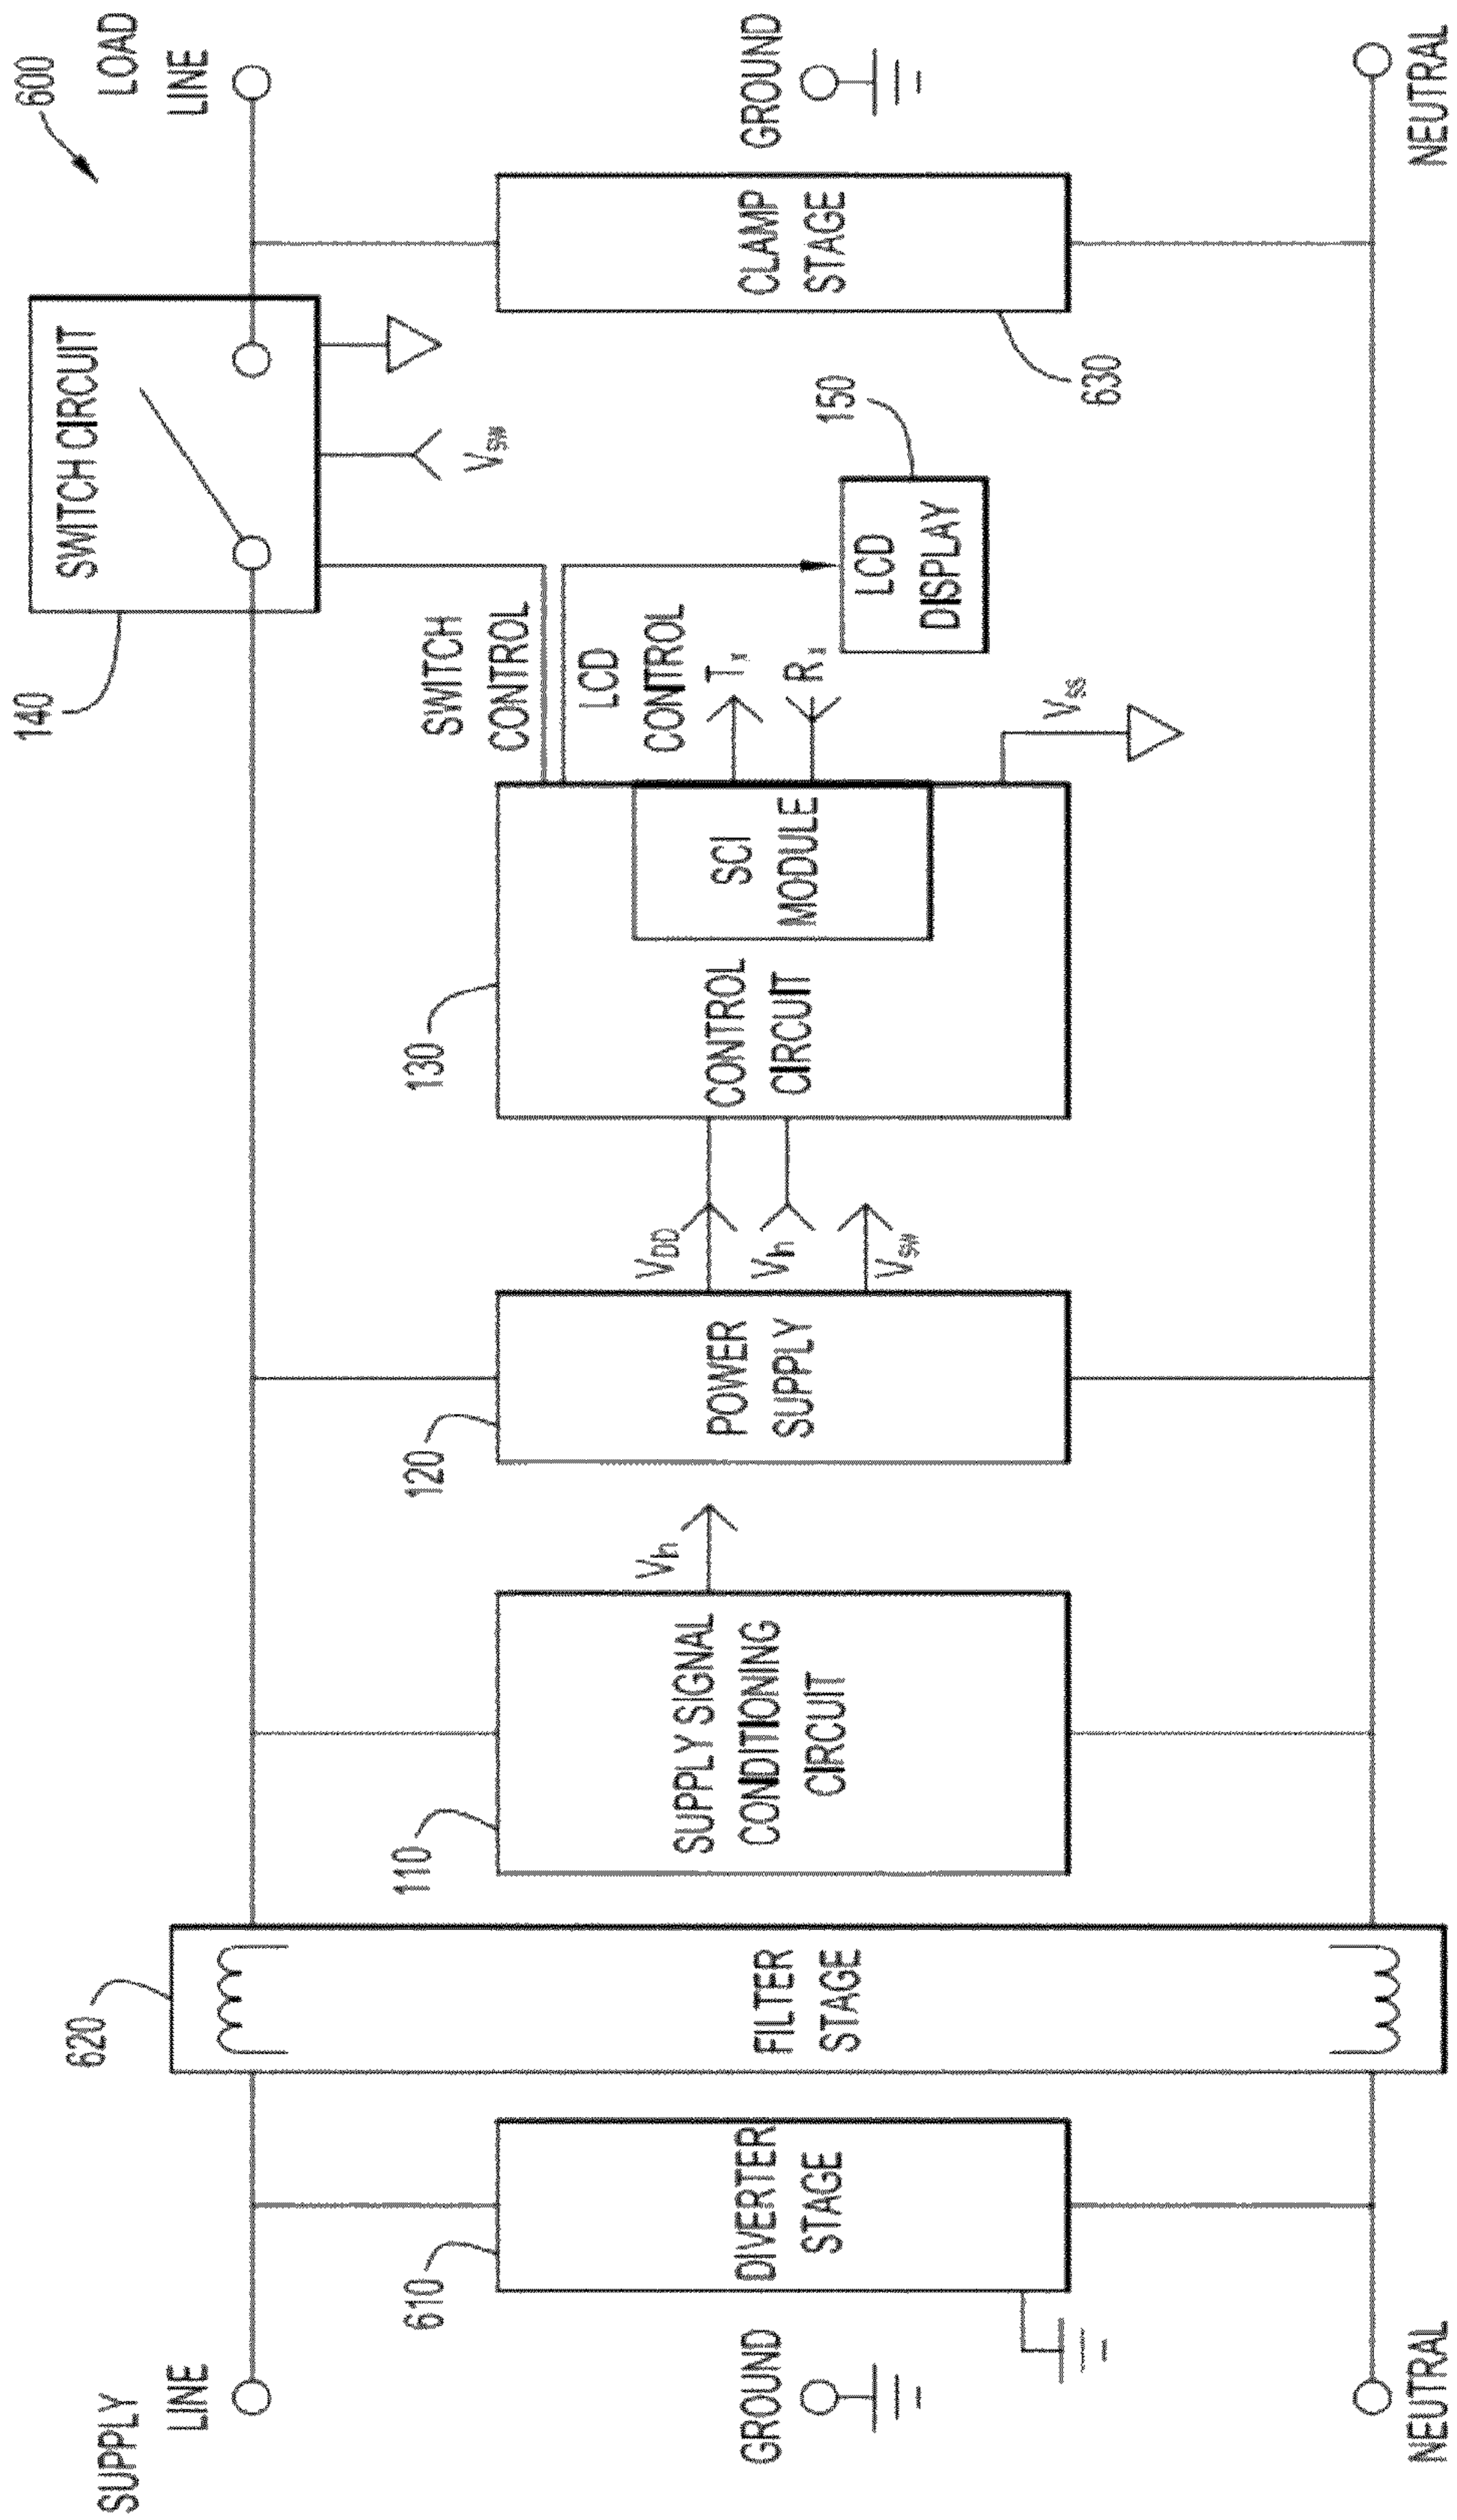 600
SUPPLY
LINE
GROUND
NEUTRAL
610
DIVERTER
STAGE
620
FILTER
STAGE
110
SUPPLY SIGNAL
CONDITIONING
CIRCUIT
Vh
120
POWER
SUPPLY
VDD
Vh
Vsw
130
CONTROL
CIRCUIT
SCI
MODULE
SWITCH
CONTROL
LCD
CONTROL
Tx
Rx
Vss
140
SWITCH CIRCUIT
Vsw
150
LCD
DISPLAY
630
CLAMP
STAGE
LOAD
LINE
GROUND
NEUTRAL